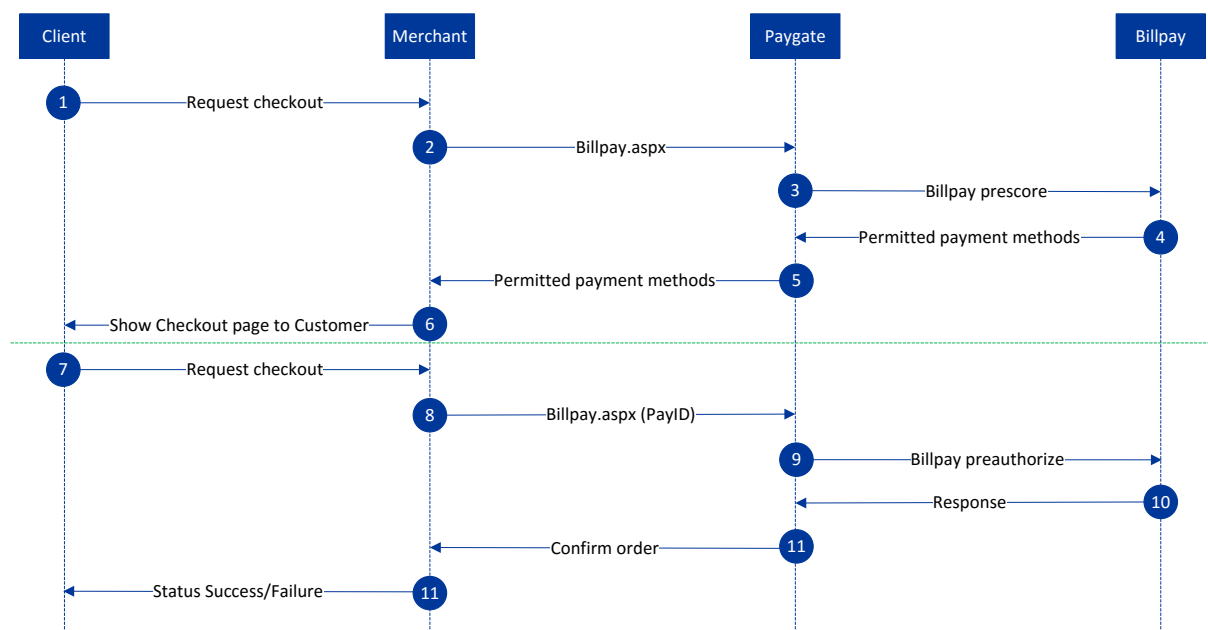 Client
Merchant
Paygate
Billpay
1
Request checkout
2
Billpay.aspx
3
Billpay prescore
Permitted payment methods
4
Permitted payment methods
5
Show Checkout page to Customer
6
7
Request checkout
8
Billpay.aspx (PayID)
9
Billpay preauthorize
Response
10
Confirm order
11
Status Success/Failure
11